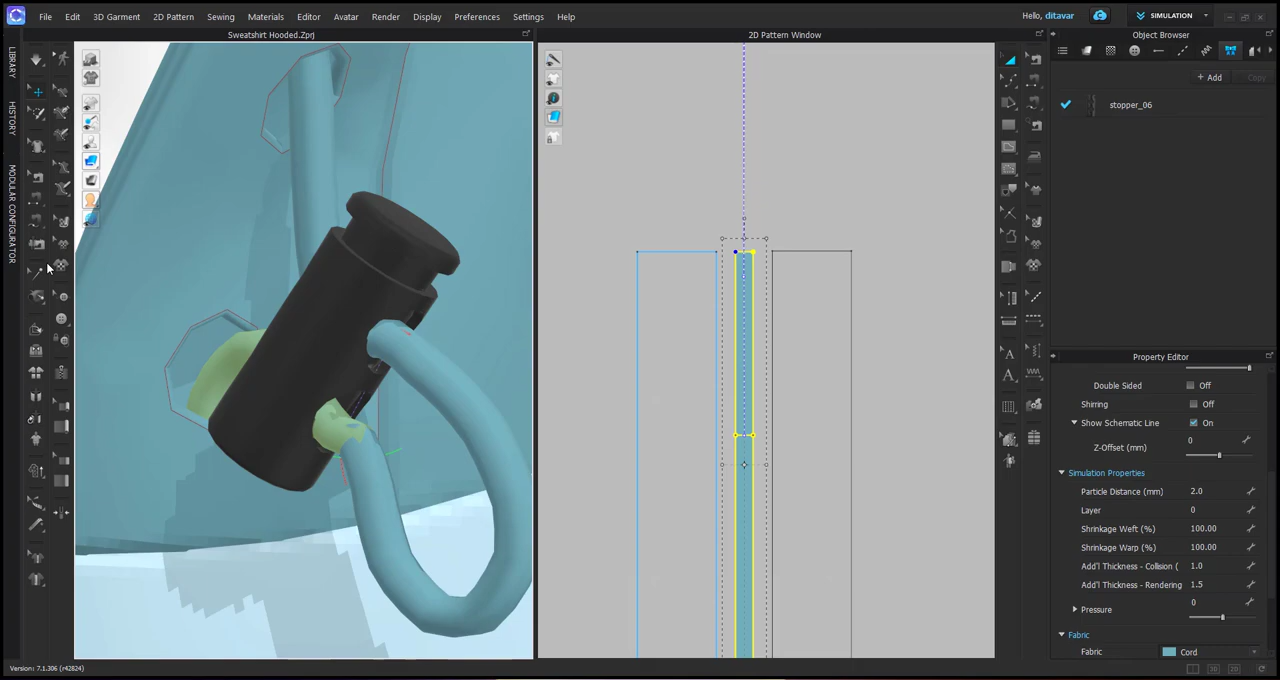 File Edit 3D Garment 2D Pattern Sewing Materials Editor Avatar Render Display Preferences Settings Help
Hello, ditavar
SIMULATION
Sweatshirt Hooded.Zprj
2D Pattern Window
Object Browser
LIBRARY
HISTORY
MODULAR CONFIGURATOR
+ Add Copy
stopper_06
Property Editor
Double Sided Off
Shirring Off
Show Schematic Line On
Z-Offset (mm) 0
Simulation Properties
Particle Distance (mm) 2.0
Layer 0
Shrinkage Weft (%) 100.00
Shrinkage Warp (%) 100.00
Add'l Thickness - Collision ( 1.0
Add'l Thickness - Rendering 1.5
Pressure 0
Fabric
Fabric Cord
Version: 7.1.306 (r42824)
3D 2D